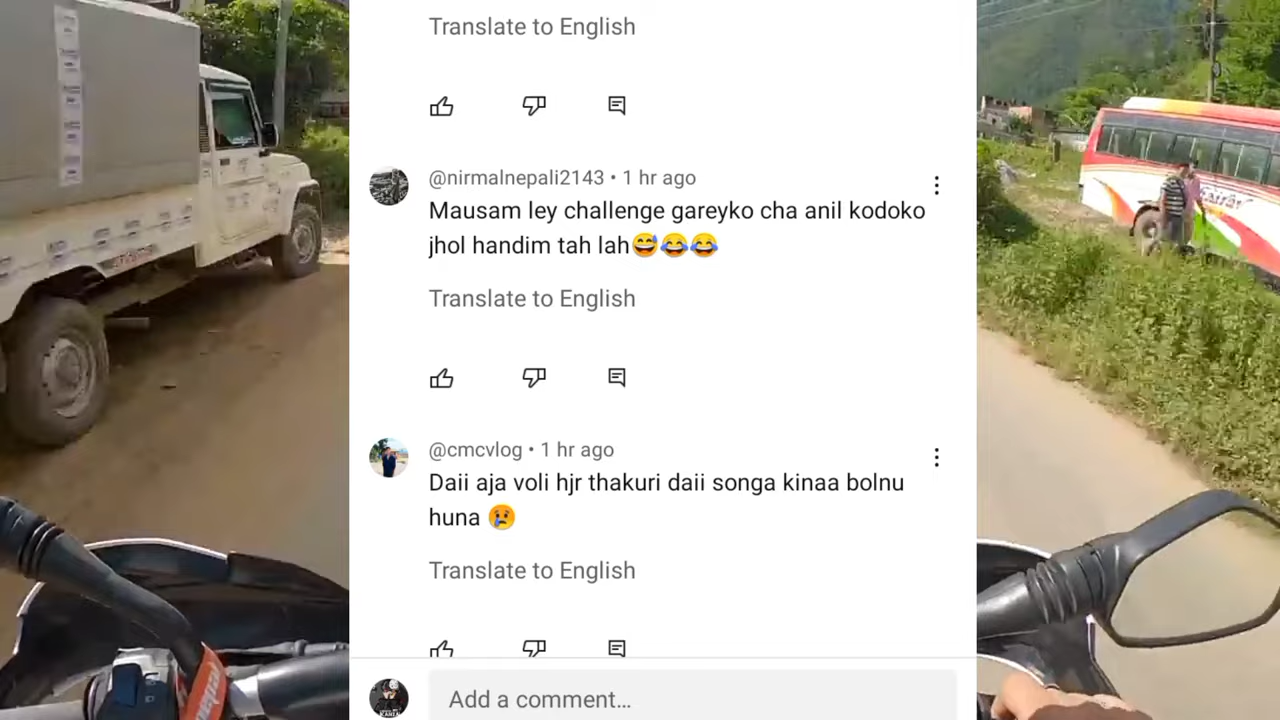 Translate to English
@nirmalnepali2143 • 1 hr ago
Mausam ley challenge gareyko cha anil kodoko
jhol handim tah lah😅😂😂
Translate to English
@cmcvlog • 1 hr ago
Daii aja voli hjr thakuri daii songa kinaa bolnu
huna 😢
Translate to English
Add a comment…